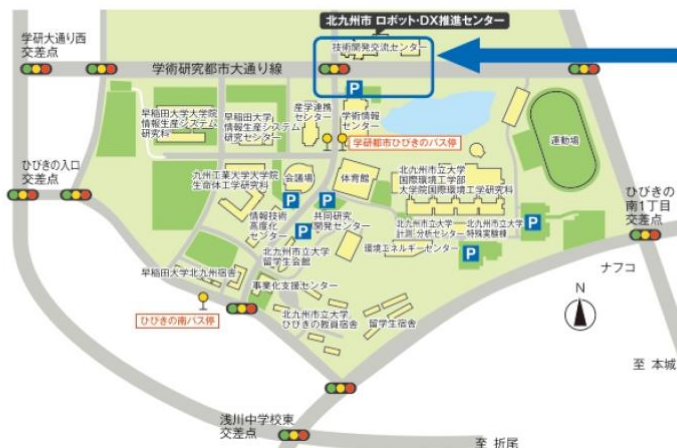 北九州市 ロボット・DX推進センター
学研大通り西
交差点
技術開発交流センター
学術研究都市大通り線
P
早稲田大学大学院
情報生産システム
研究科
早稲田大学
情報生産システム
研究センター
産学連携
センター
学術情報
センター
学研都市ひびきのバス停
運動場
ひびきの入口
交差点
九州工業大学大学院
生命体工学研究科
会議場
体育館
北九州市立大学
国際環境工学部
大学院国際環境工学研究科
ひびきの
南1丁目
交差点
P
P
P
P
P
情報技術
高度化
センター
共同研究
開発センター
北九州市立大学
計測・分析センター
北九州市立大学
特殊実験棟
北九州市立大学
留学生会館
環境エネルギーセンター
早稲田大学北九州宿舎
事業化支援センター
ナフコ
ひびきの南バス停
北九州市立大学
ひびきの教員宿舎
留学生宿舎
N
至 本城
浅川中学校東
交差点
至 折尾